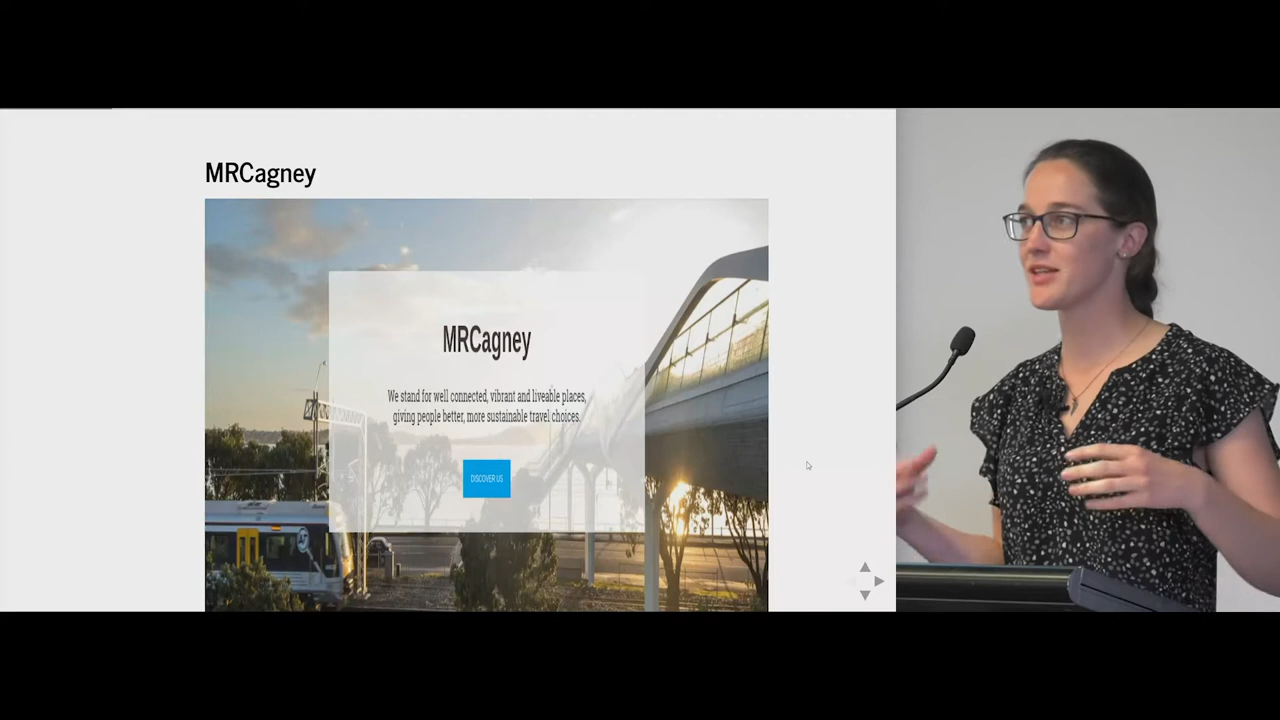 MRCagney
MRCagney
We stand for well connected, vibrant and liveable places,
giving people better, more sustainable travel choices.
DISCOVER US